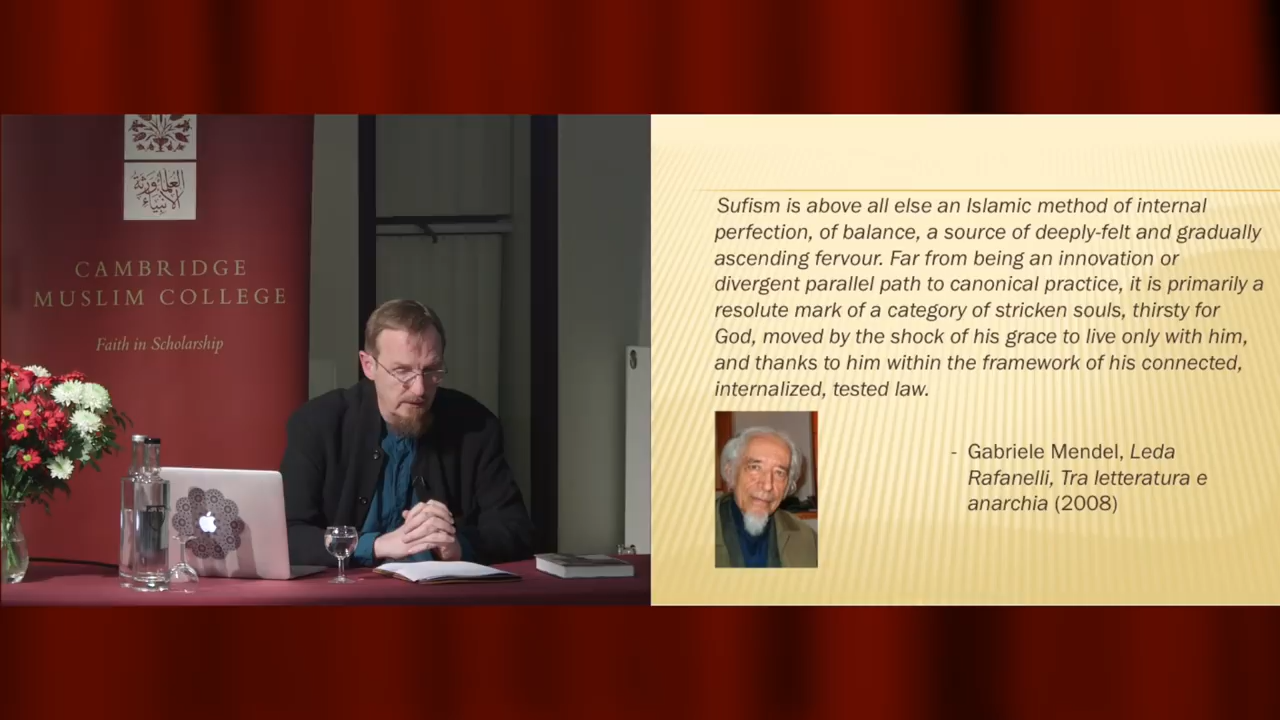 العلماء ورثة
الأنبياء
CAMBRIDGE
MUSLIM COLLEGE
Faith in Scholarship
Sufism is above all else an Islamic method of internal
perfection, of balance, a source of deeply-felt and gradually
ascending fervour. Far from being an innovation or
divergent parallel path to canonical practice, it is primarily a
resolute mark of a category of stricken souls, thirsty for
God, moved by the shock of his grace to live only with him,
and thanks to him within the framework of his connected,
internalized, tested law.
- Gabriele Mendel, Leda
Rafanelli, Tra letteratura e
anarchia (2008)